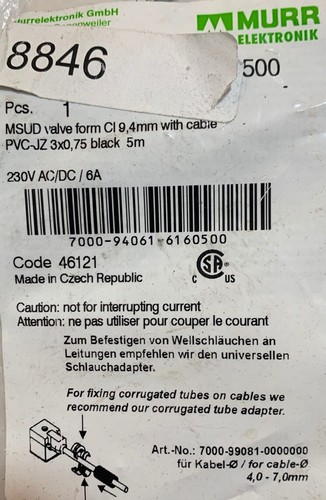 Murrelektronik GmbH
MURR
ELEKTRONIK
8846
500
Pcs. 1
MSUD valve form CI 9,4mm with cable
PVC-JZ 3x0,75 black 5m
230V AC/DC / 6A
7000-94061-6160500
Code 46121
Made in Czech Republic
C US
Caution: not for interrupting current
Attention: ne pas utiliser pour couper le courant
Zum Befestigen von Wellschläuchen an
Leitungen empfehlen wir den universellen
Schlauchadapter.
For fixing corrugated tubes on cables we
recommend our corrugated tube adapter.
Art.-No.: 7000-99081-0000000
für Kabel-Ø / for cable-Ø
4,0 - 7,0mm